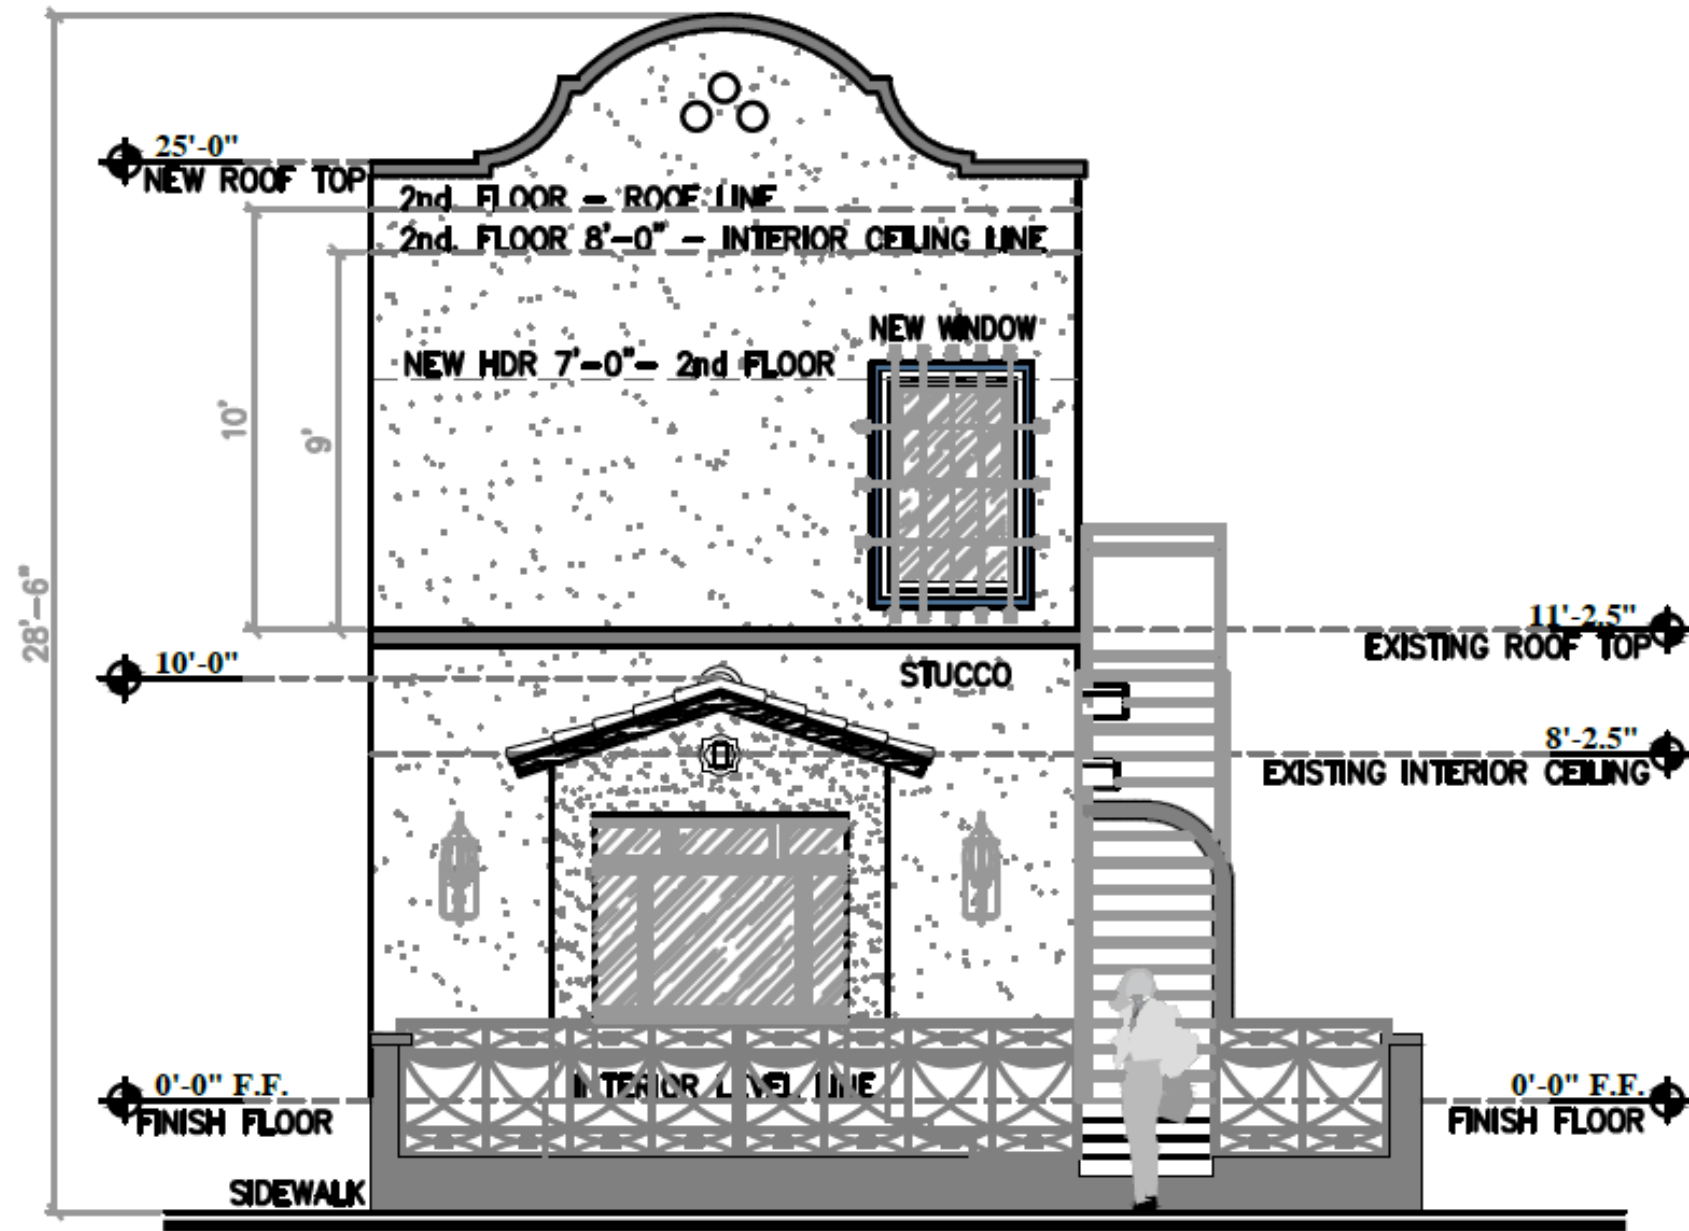 25'-0"
NEW ROOF TOP
2nd. FLOOR - ROOF LINE
2nd. FLOOR 8'-0" - INTERIOR CEILING LINE
NEW WINDOW
NEW HDR 7'-0"- 2nd FLOOR
10'
9'
28'-6"
11'-2.5"
EXISTING ROOF TOP
10'-0"
STUCCO
8'-2.5"
EXISTING INTERIOR CEILING
0'-0" F.F.
FINISH FLOOR
INTERIOR LEVEL LINE
0'-0" F.F.
FINISH FLOOR
SIDEWALK